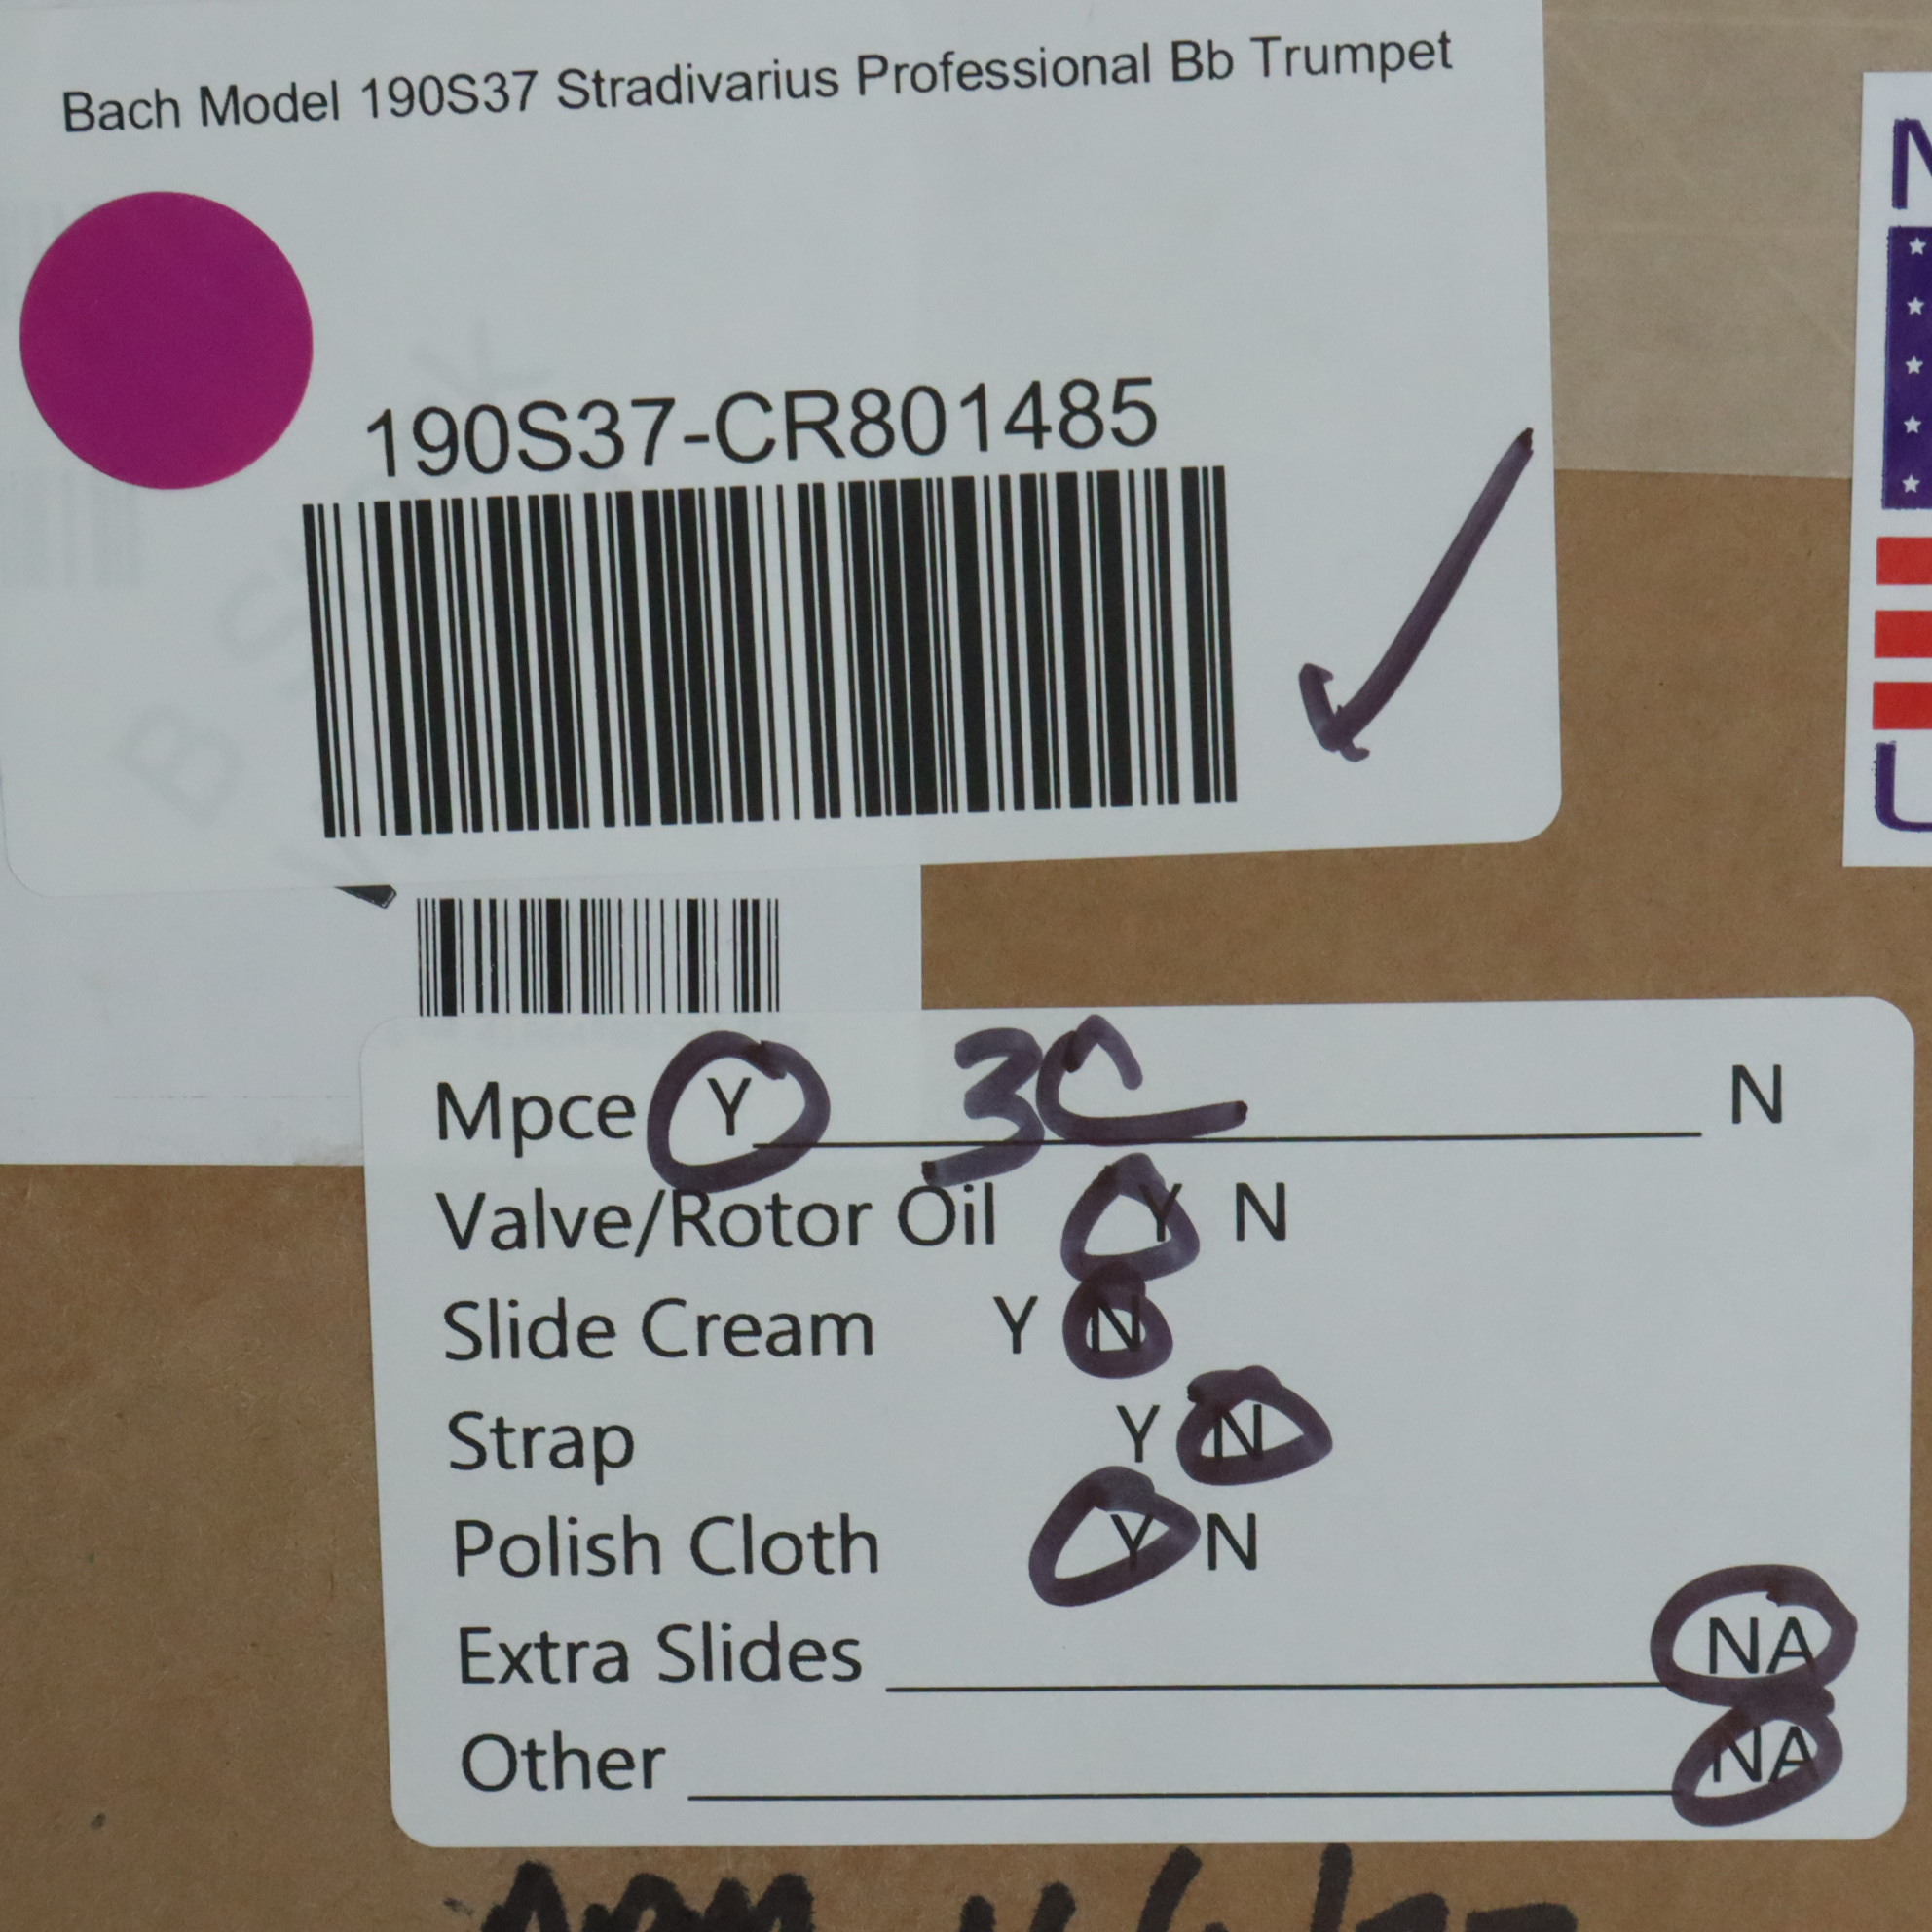 Bach Model 190S37 Stradivarius Professional Bb Trumpet
190S37-CR801485
Mpce Y 3C N
Valve/Rotor Oil Y N
Slide Cream Y N
Strap Y N
Polish Cloth Y N
Extra Slides NA
Other NA